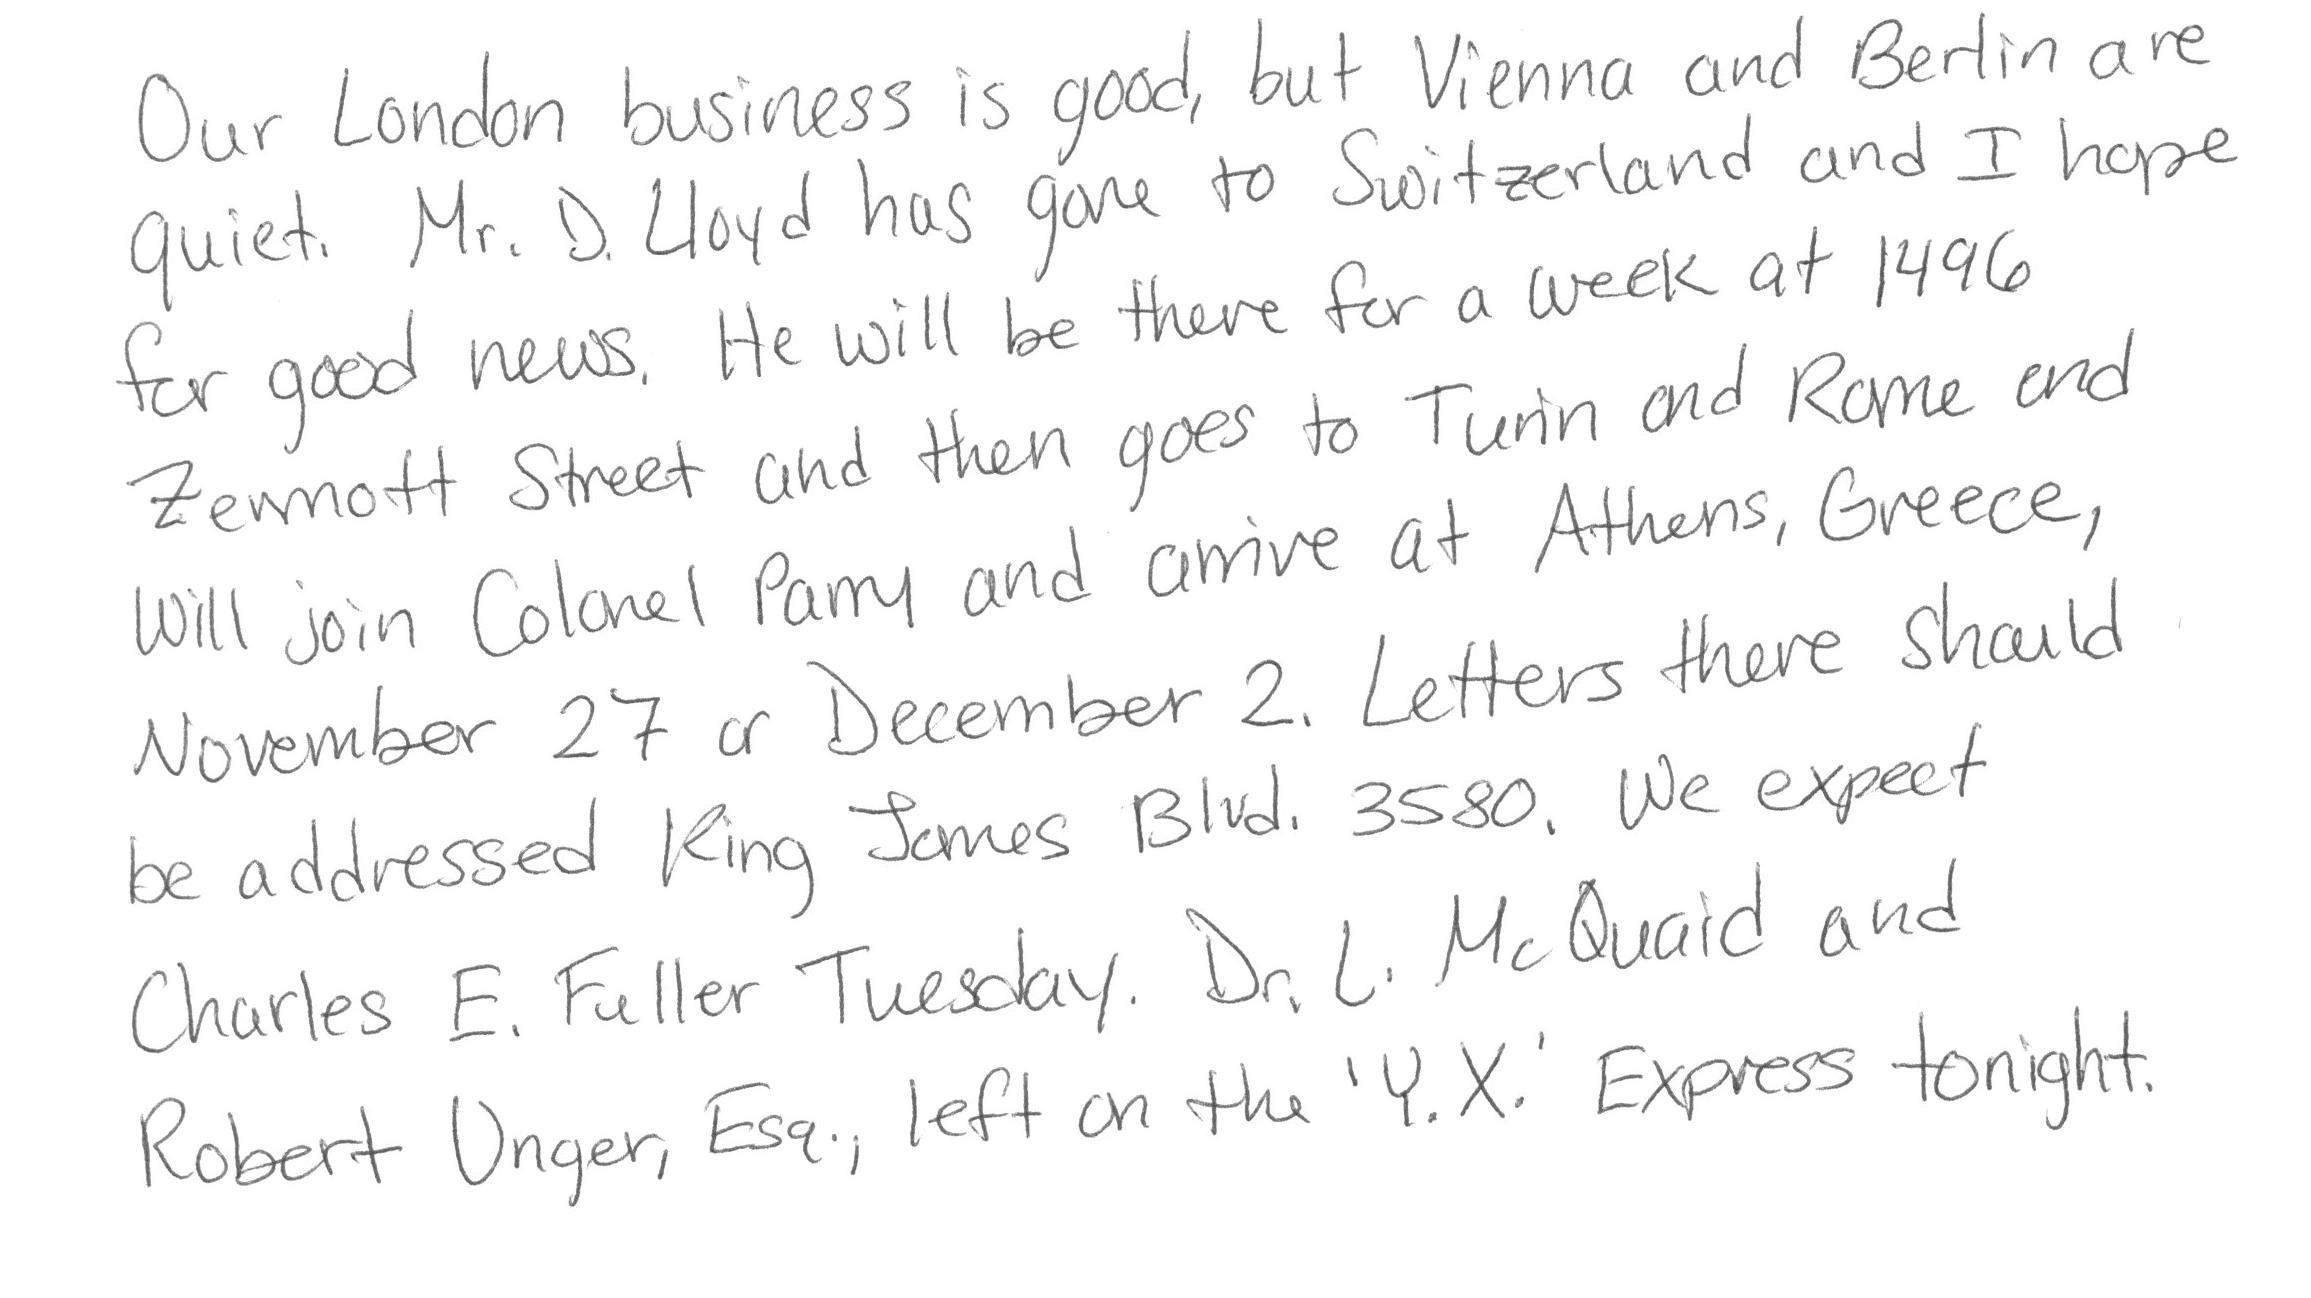 Our London business is good, but Vienna and Berlin are
quiet. Mr. D. Lloyd has gone to Switzerland and I hope
for good news. He will be there for a week at 1496
Zermott Street and then goes to Turin and Rome and
will join Colonel Parry and arrive at Athens, Greece,
November 27 or December 2. Letters there should
be addressed King James Blvd. 3580. We expect
Charles E. Fuller Tuesday. Dr. L. McQuaid and
Robert Unger, Esq., left on the 'Y.X.' Express tonight.